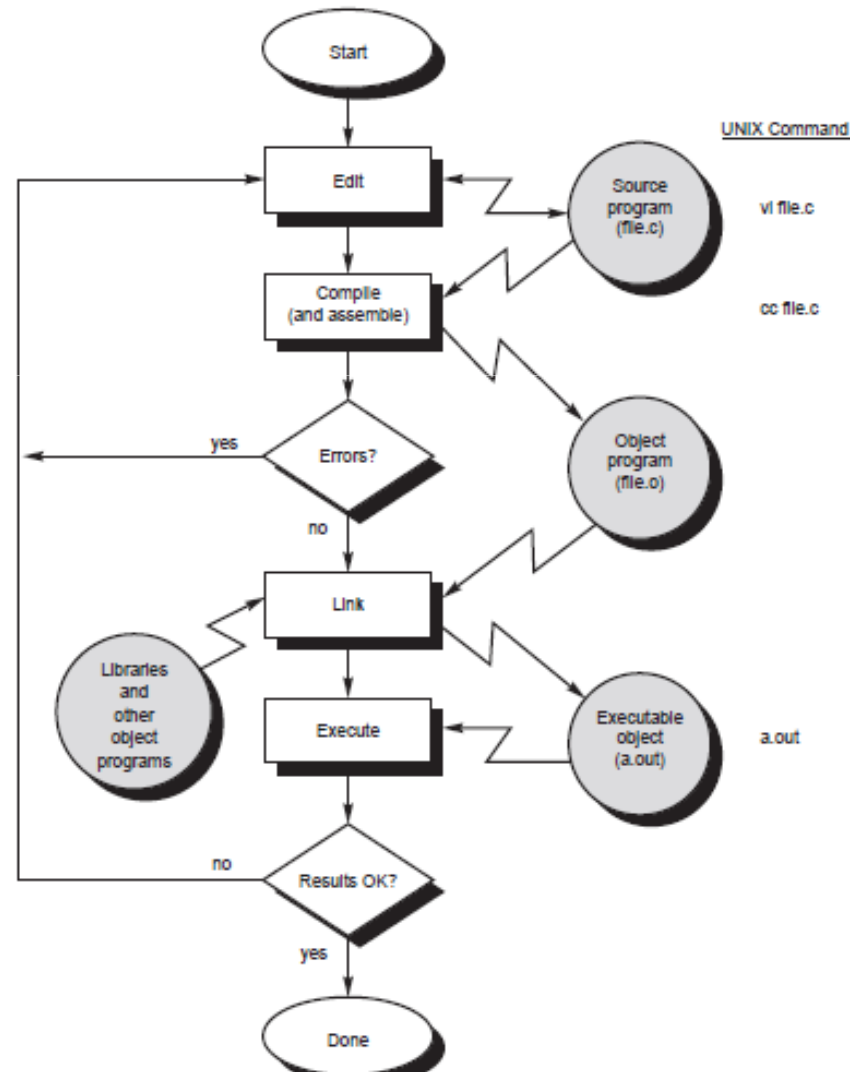 Start
UNIX Command
Edit
Source
program
(file.c)
vi file.c
Compile
(and assemble)
cc file.c
yes
Errors?
Object
program
(file.o)
no
Link
Libraries
and
other
object
programs
Execute
Executable
object
(a.out)
a.out
no
Results OK?
yes
Done